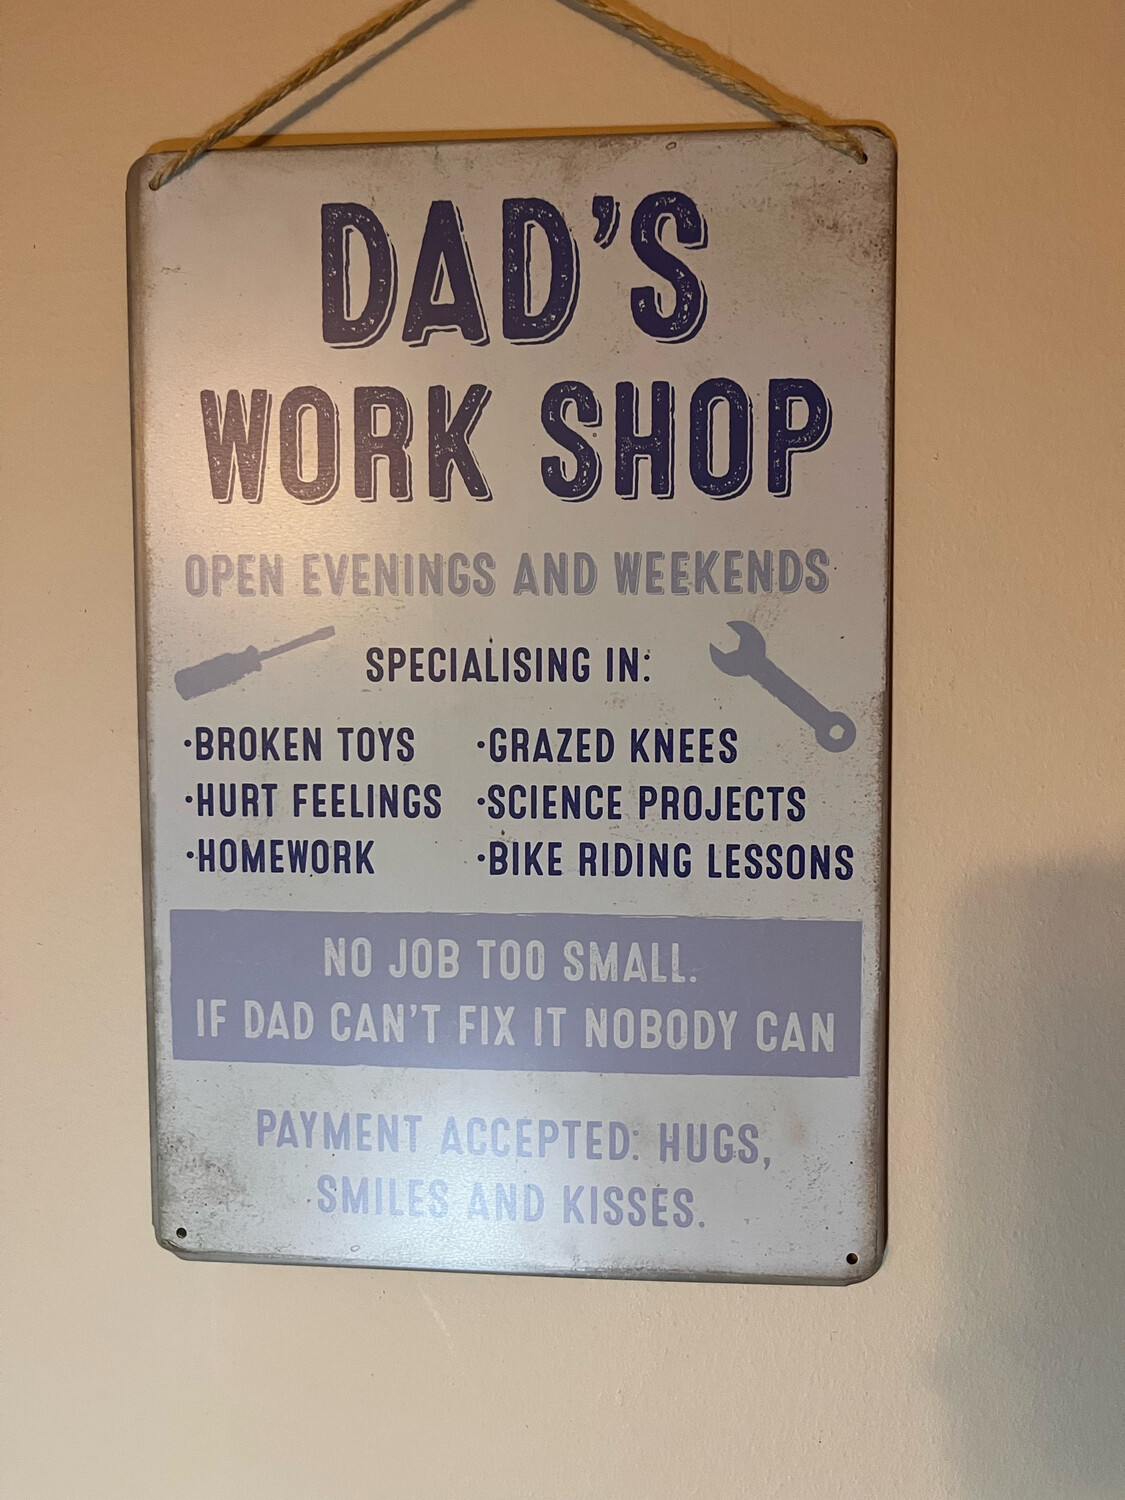 DAD'S
WORK SHOP
OPEN EVENINGS AND WEEKENDS
SPECIALISING IN:
·BROKEN TOYS ·GRAZED KNEES
·HURT FEELINGS ·SCIENCE PROJECTS
·HOMEWORK ·BIKE RIDING LESSONS
NO JOB TOO SMALL.
IF DAD CAN'T FIX IT NOBODY CAN
PAYMENT ACCEPTED: HUGS,
SMILES AND KISSES.